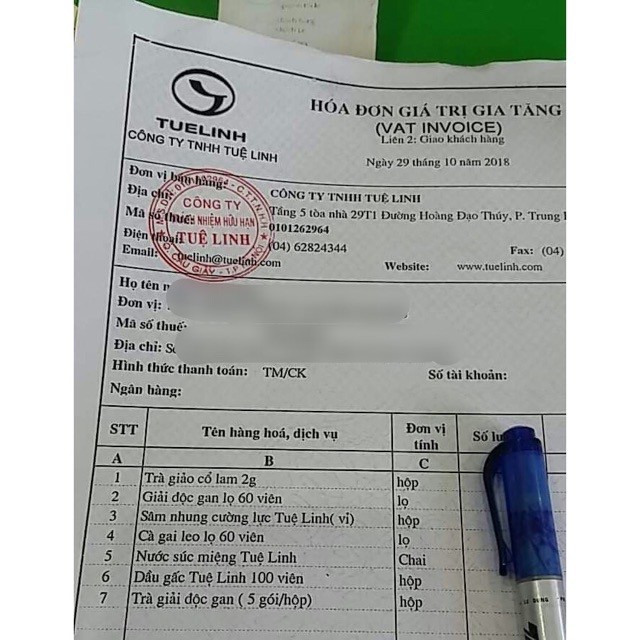 TUELINH
CÔNG TY TNHH TUỆ LINH
HÓA ĐƠN GIÁ TRỊ GIA TĂNG
(VAT INVOICE)
Liên 2: Giao khách hàng
Ngày 29 tháng 10 năm 2018
Đơn vị bán hàng: CÔNG TY TNHH TUỆ LINH
Địa chỉ: Tầng 5 tòa nhà 29T1 Đường Hoàng Đạo Thúy, P. Trung
Mã số thuế: 0101262964
Điện thoại: (04) 62824344 Fax: (04)
Email: ctuelinh@tuelinh.com Website: www.tuelinh.com
CÔNG TY
NHIỆM HỮU HẠN
TUỆ LINH
Q. CẦU GIẤY - T.P
Họ tên
Đơn vị:
Mã số thuế:
Địa chỉ: Số
Hình thức thanh toán: TM/CK Số tài khoản:
Ngân hàng:
STT Tên hàng hoá, dịch vụ Đơn vị tính Số
A B C
1 Trà giảo cổ lam 2g hộp
2 Giải độc gan lọ 60 viên lọ
3 Sâm nhung cường lực Tuệ Linh( vỉ) hộp
4 Cà gai leo lọ 60 viên lọ
5 Nước súc miệng Tuệ Linh Chai
6 Dầu gấc Tuệ Linh 100 viên hộp
7 Trà giải độc gan ( 5 gói/hộp) hộp